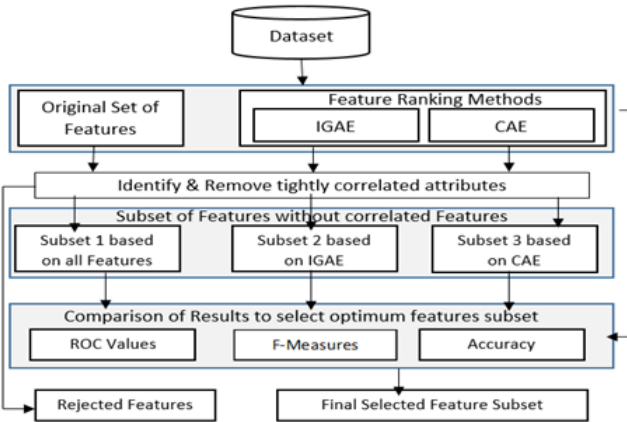 Dataset
Original Set of
Features
Feature Ranking Methods
IGAE
CAE
Identify & Remove tightly correlated attributes
Subset of Features without correlated Features
Subset 1 based
on all Features
Subset 2 based
on IGAE
Subset 3 based
on CAE
Comparison of Results to select optimum features subset
ROC Values
F-Measures
Accuracy
Rejected Features
Final Selected Feature Subset